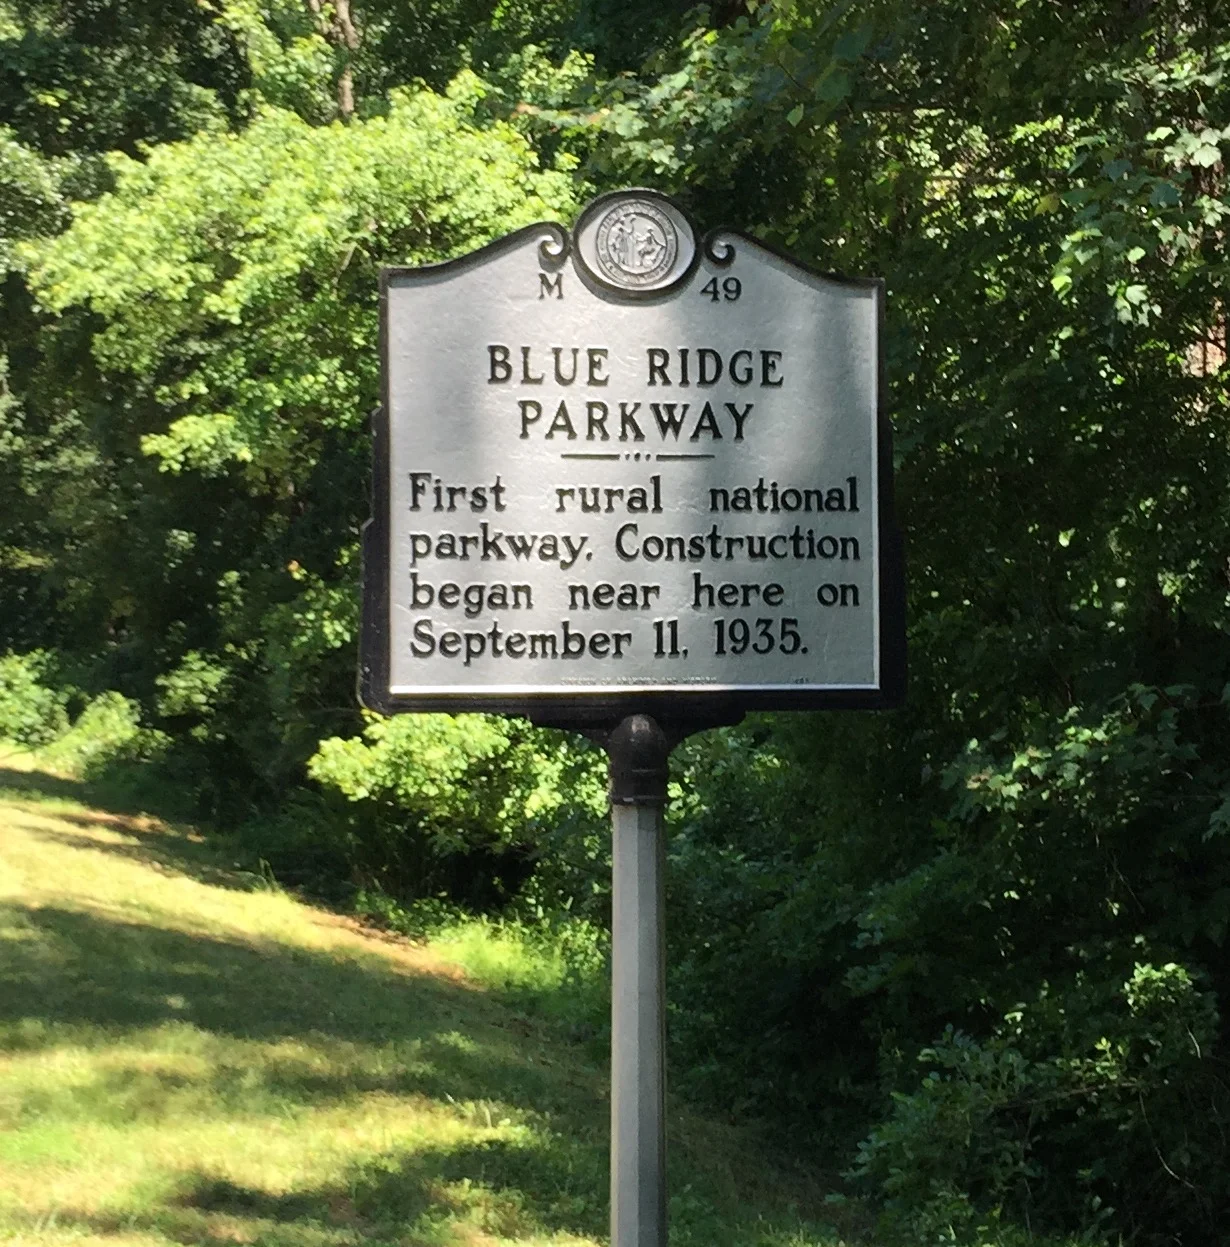 M 49
BLUE RIDGE
PARKWAY
First rural national
parkway. Construction
began near here on
September 11, 1935.